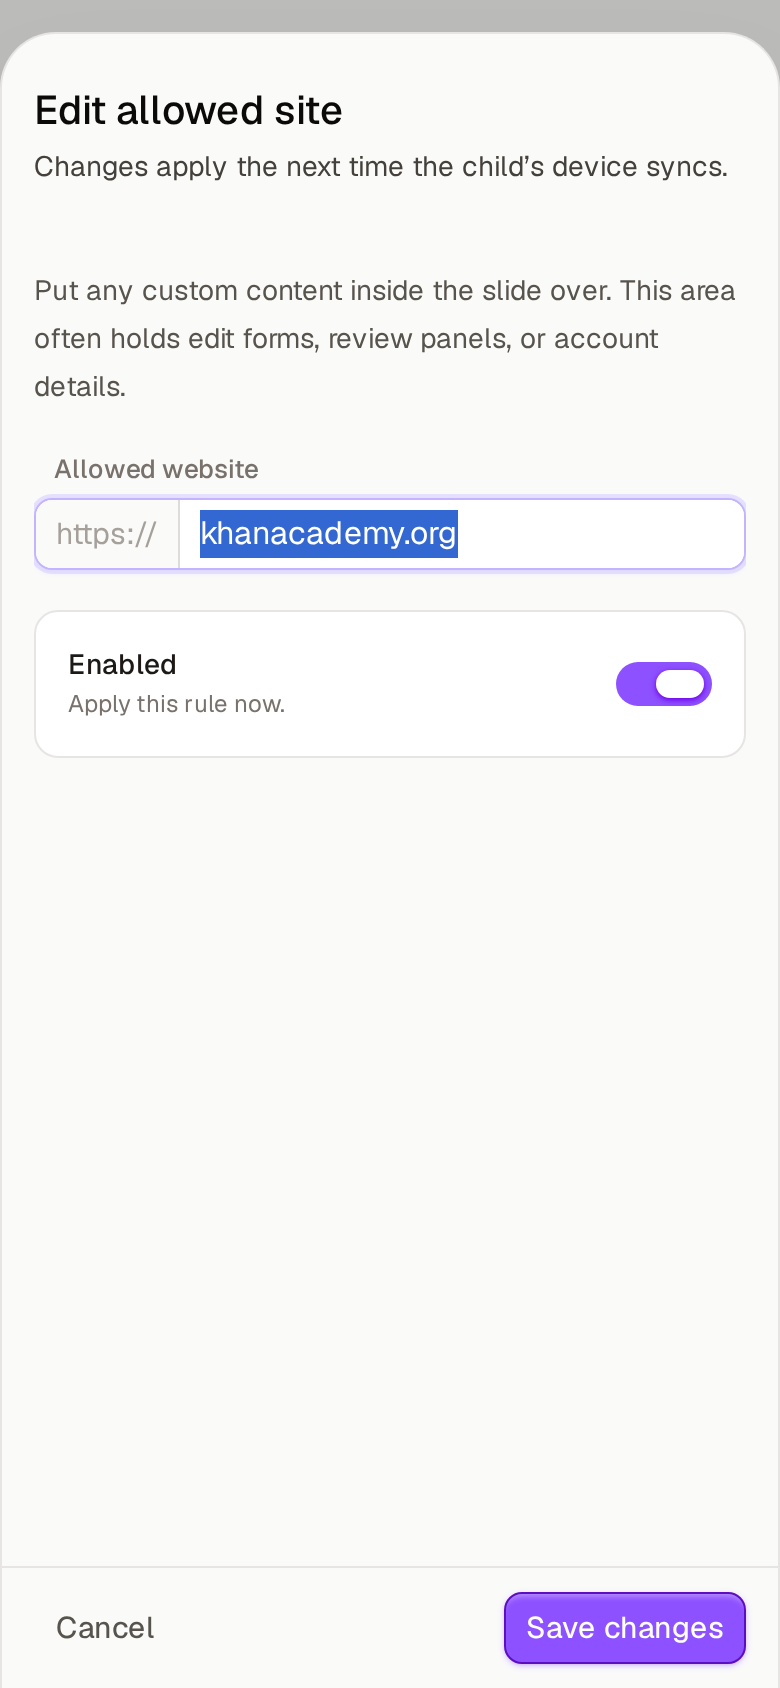 Edit allowed site
Changes apply the next time the child’s device syncs.
Put any custom content inside the slide over. This area
often holds edit forms, review panels, or account
details.
Allowed website
https:// khanacademy.org
Enabled
Apply this rule now.
Cancel Save changes